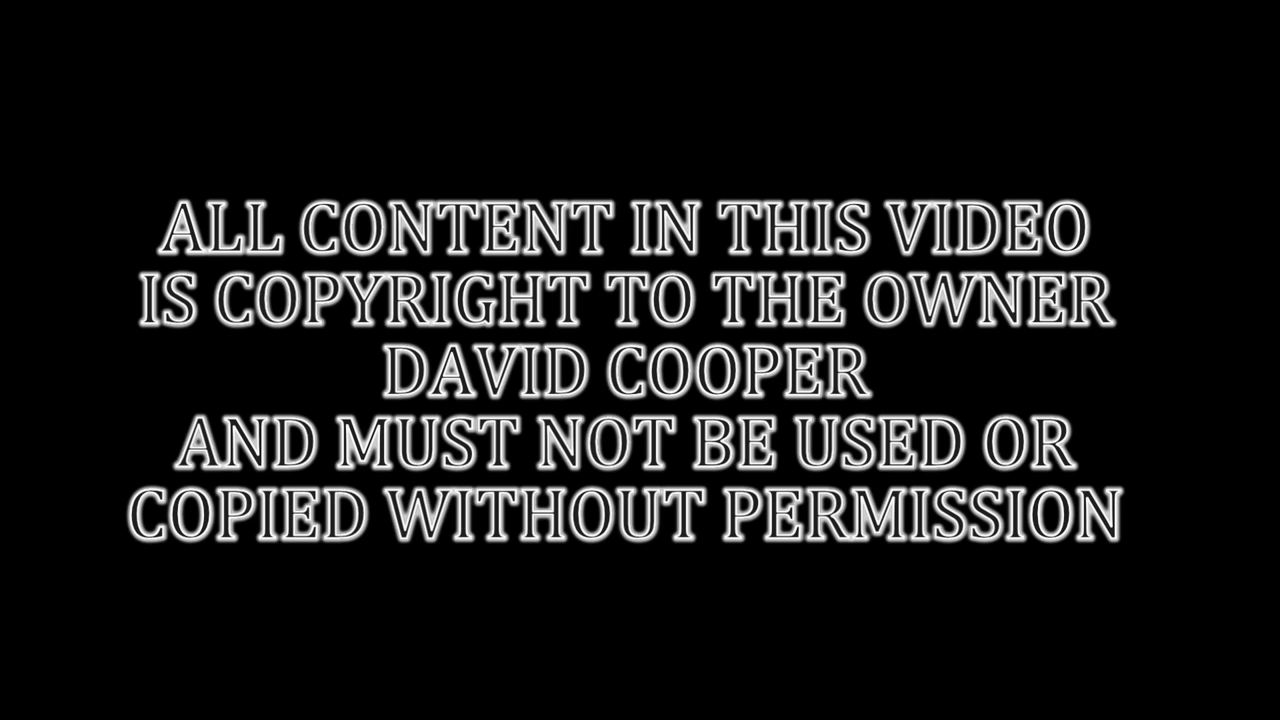 ALL CONTENT IN THIS VIDEO
IS COPYRIGHT TO THE OWNER
DAVID COOPER
AND MUST NOT BE USED OR
COPIED WITHOUT PERMISSION